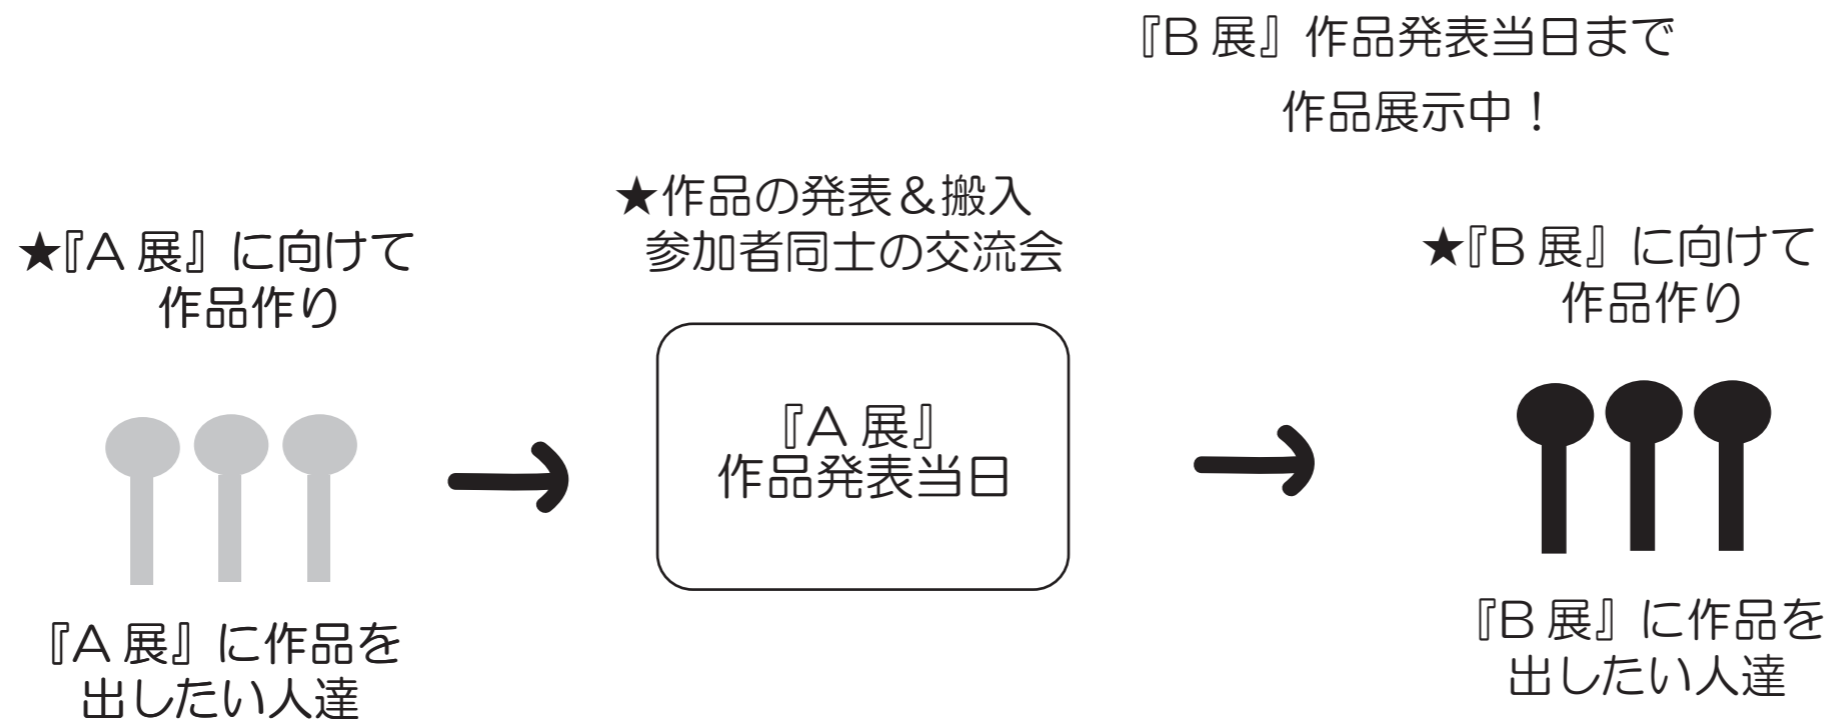 『B 展』作品発表当日まで
作品展示中！
★『A 展』に向けて
作品作り
『A 展』に作品を
出したい人達
★作品の発表＆搬入
参加者同士の交流会
『A 展』
作品発表当日
★『B 展』に向けて
作品作り
『B 展』に作品を
出したい人達